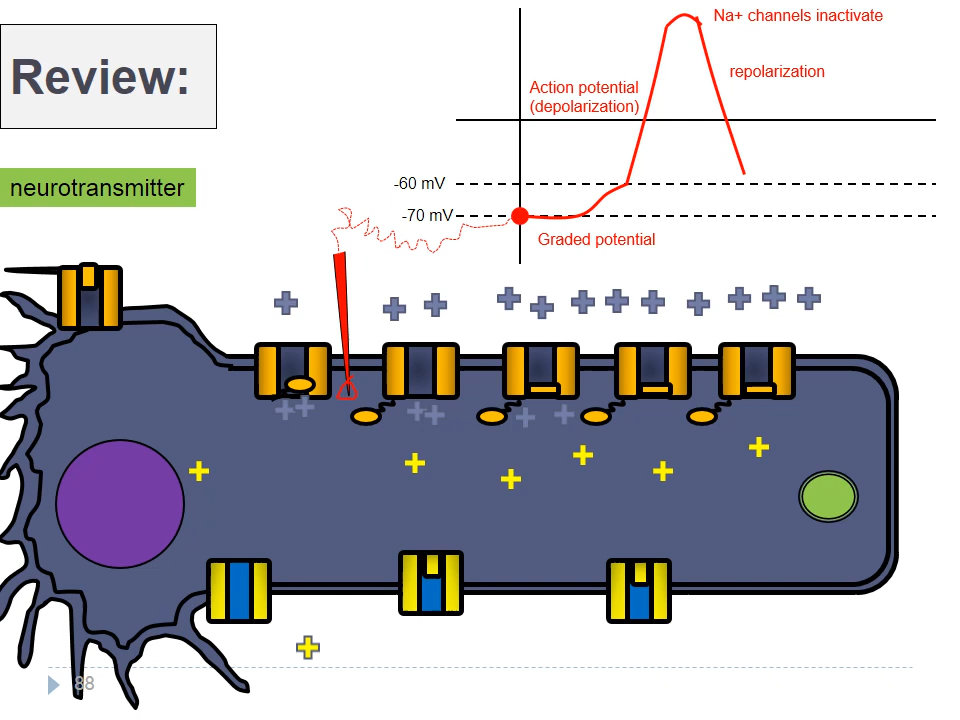 Review:
neurotransmitter
Na+ channels inactivate
repolarization
Action potential
(depolarization)
-60 mV
-70 mV
Graded potential
88